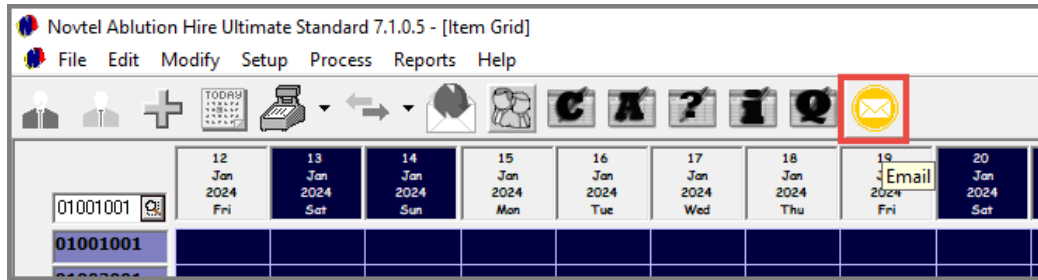 Novtel Ablution Hire Ultimate Standard 7.1.0.5 - [Item Grid]
File Edit Modify Setup Process Reports Help
TODAY
C A ? i Q
12 13 14 15 16 17 18 19 20
Jan Jan Jan Jan Jan Jan Jan Jan
2024 2024 2024 2024 2024 2024 2024 2024 2024
Fri Sat Sun Mon Tue Wed Thu Fri Sat
Email
01001001
01001001